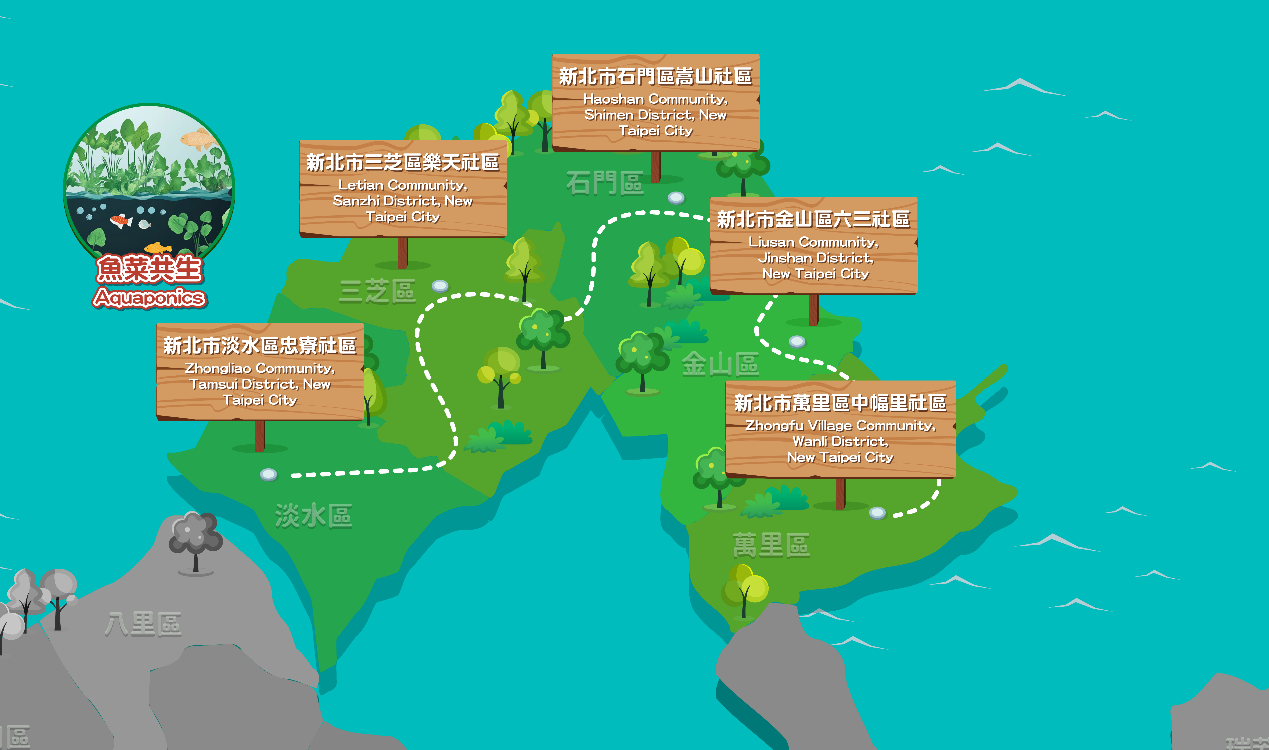 新北市石門區嵩山社區
Haoshan Community,
Shimen District, New
Taipei City
石門區
新北市三芝區樂天社區
Letian Community,
Sanzhi District, New
Taipei City
三芝區
新北市金山區六三社區
Liusan Community,
Jinshan District,
New Taipei City
金山區
魚菜共生
Aquaponics
新北市淡水區忠寮社區
Zhongliao Community,
Tamsui District, New
Taipei City
淡水區
新北市萬里區中幅里社區
Zhongfu Village Community,
Wanli District,
New Taipei City
萬里區
八里區
區